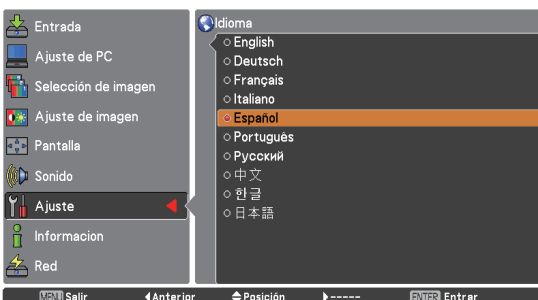 Entrada
Ajuste de PC
Selección de imagen
Ajuste de imagen
Pantalla
Sonido
Ajuste
Informacion
Red
Idioma
English
Deutsch
Français
Italiano
Español
Português
Русский
中文
한글
日本語
MENU Salir ◀Anterior ◆Posición ▶----- ENTER Entrar